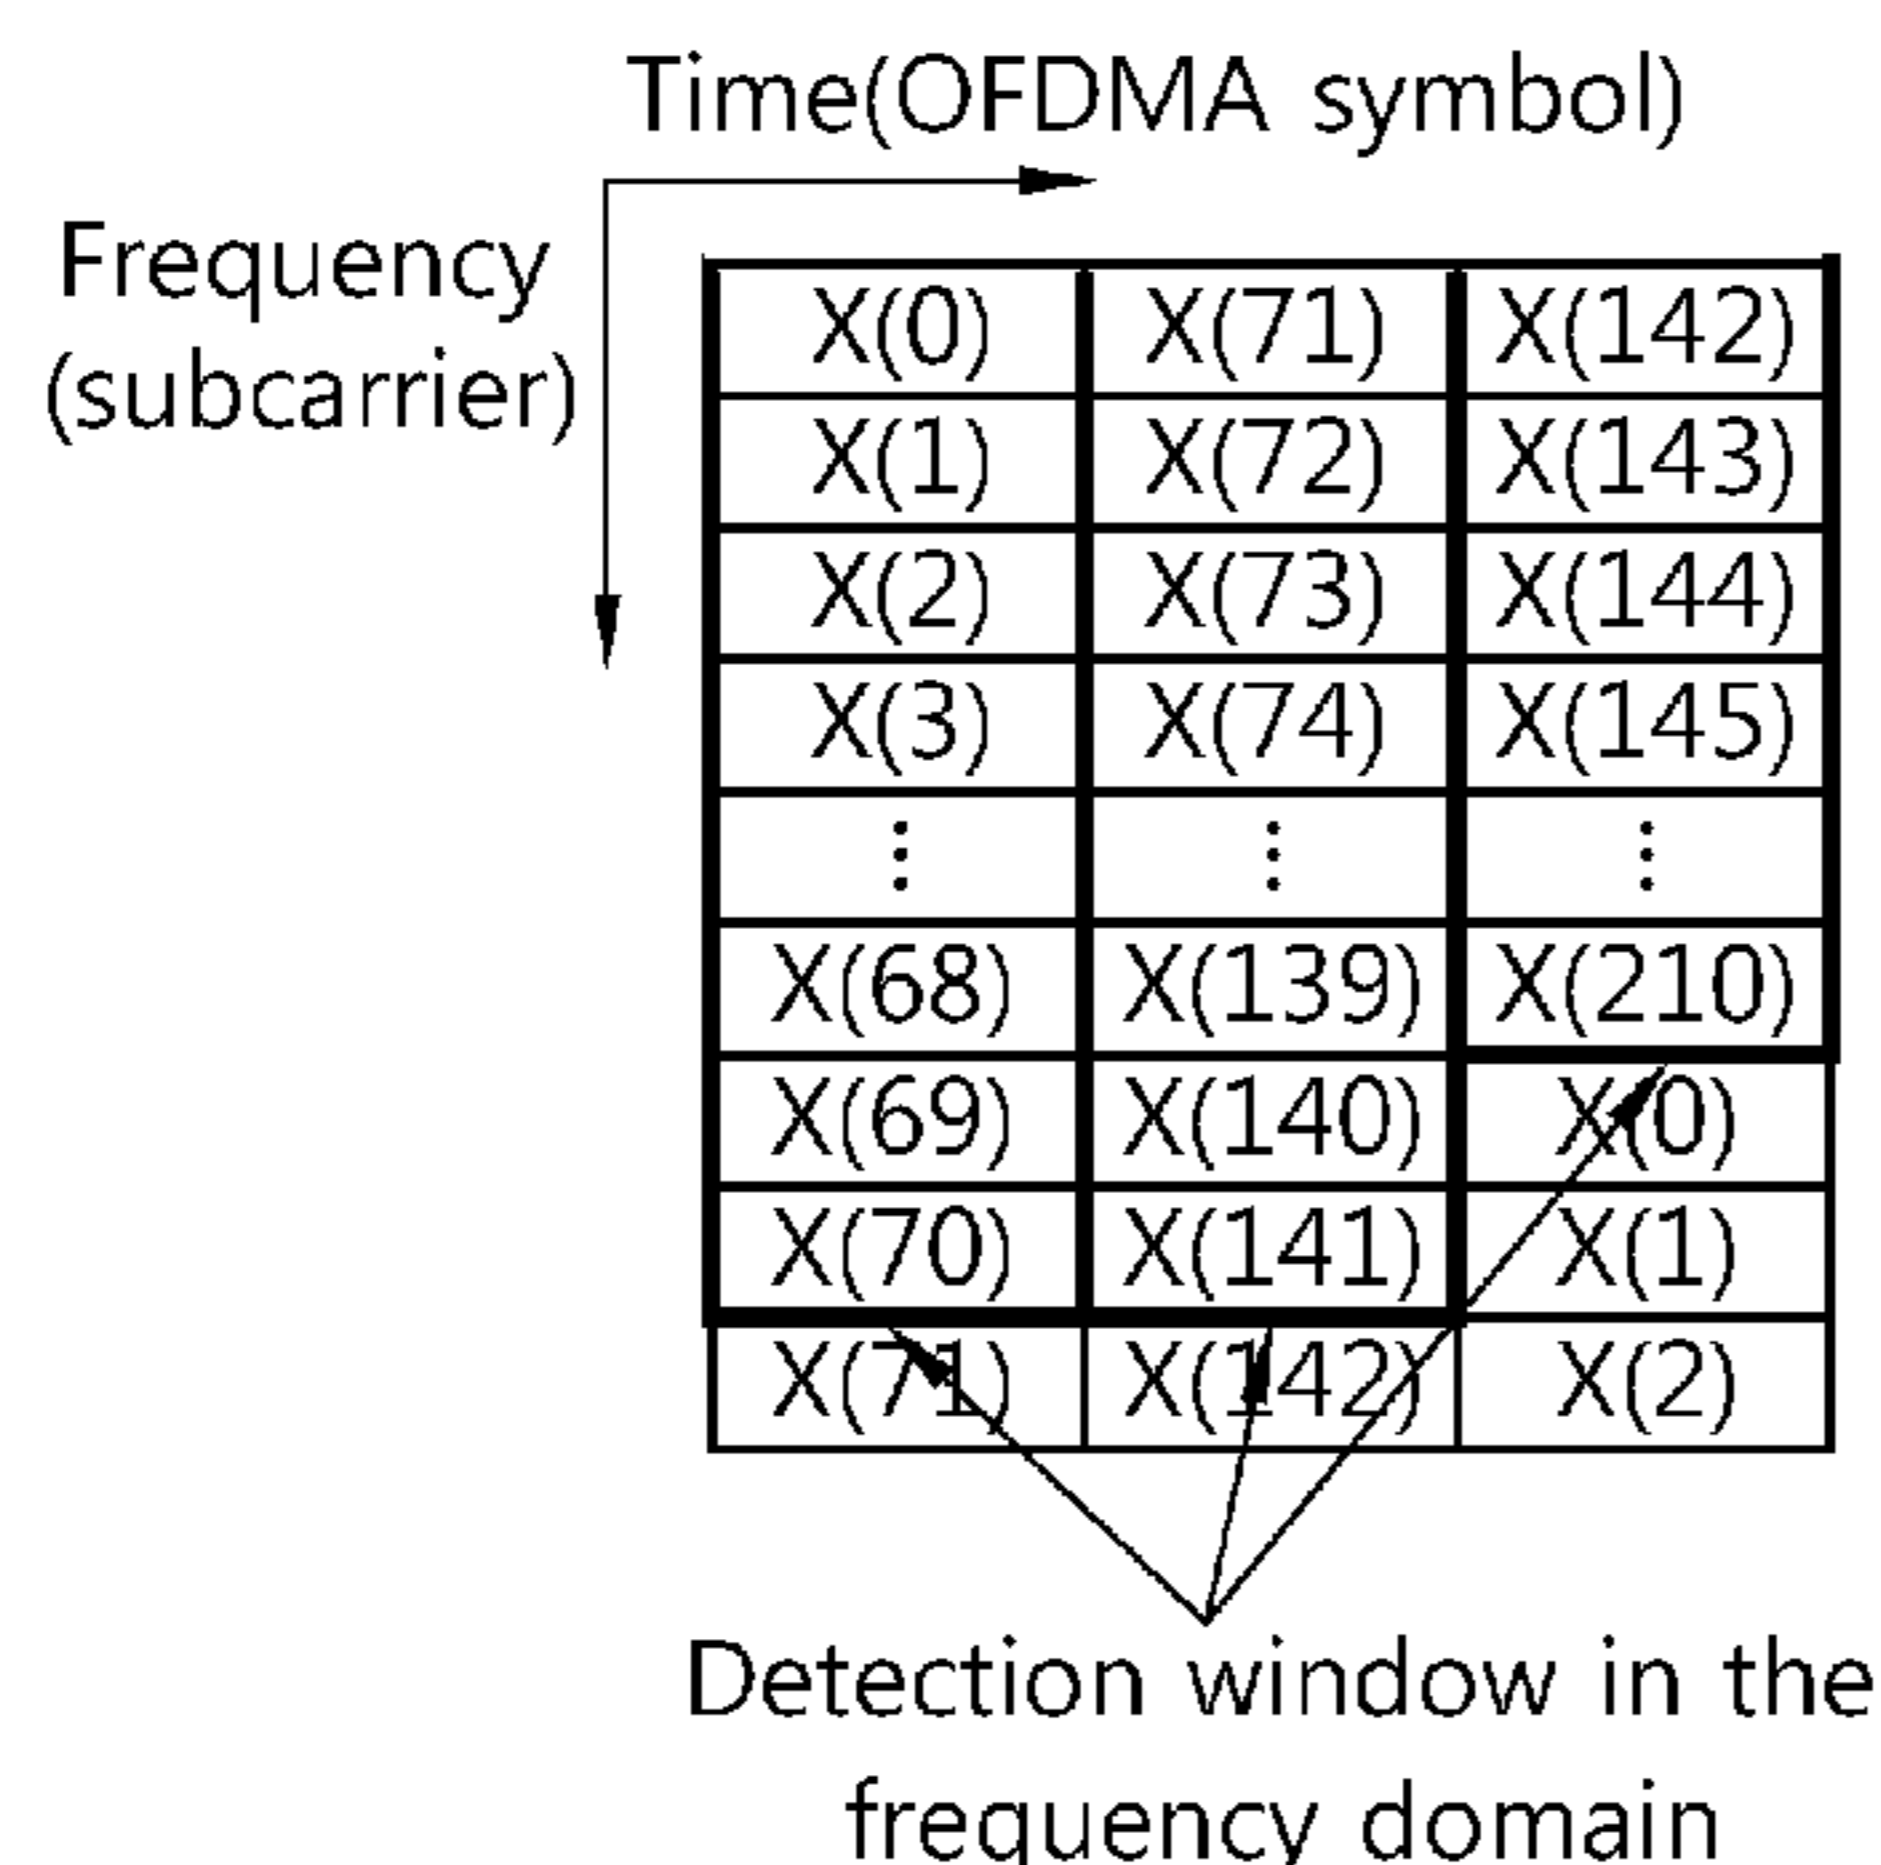 Time(OFDMA symbol)
Frequency
(subcarrier)
X(0) X(71) X(142)
X(1) X(72) X(143)
X(2) X(73) X(144)
X(3) X(74) X(145)
⋮ ⋮ ⋮
X(68) X(139) X(210)
X(69) X(140) X(0)
X(70) X(141) X(1)
X(71) X(142) X(2)
Detection window in the
frequency domain